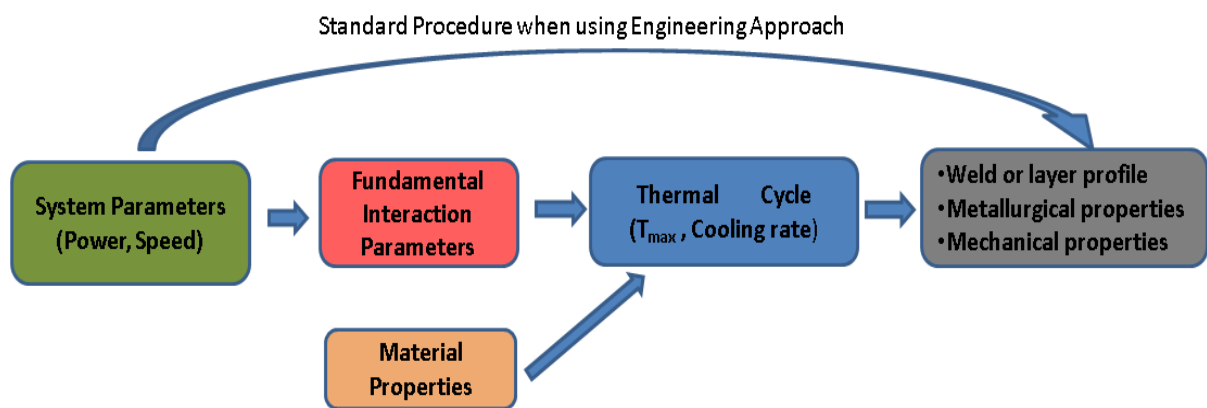 Standard Procedure when using Engineering Approach
System Parameters
(Power, Speed)
Fundamental
Interaction
Parameters
Thermal Cycle
(Tmax , Cooling rate)
•Weld or layer profile
•Metallurgical properties
•Mechanical properties
Material
Properties